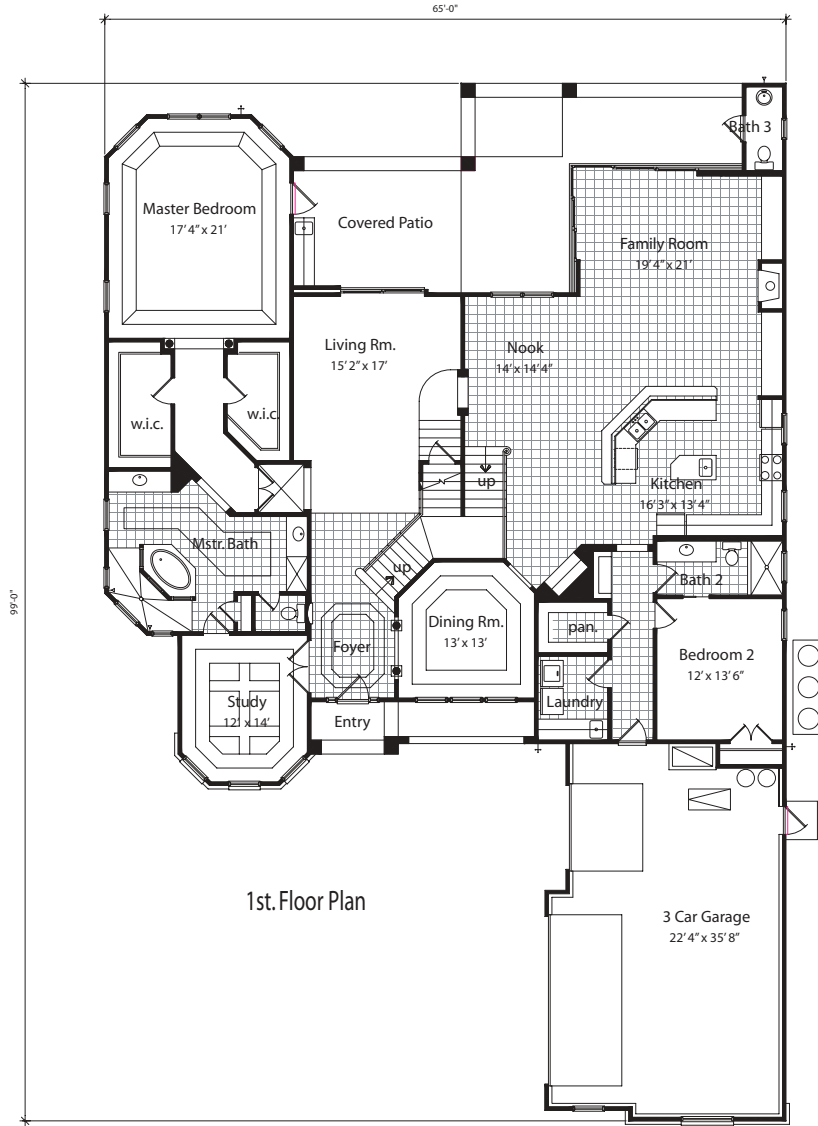 65'-0"
Bath 3
Master Bedroom
17' 4" x 21'
Covered Patio
Family Room
19' 4" x 21'
Living Rm.
15' 2" x 17'
Nook
14' x 14' 4"
w.i.c.
w.i.c.
up
Kitchen
16' 3" x 13' 4"
Mstr. Bath
up
Bath 2
99'-0"
Dining Rm.
13' x 13'
pan.
Foyer
Bedroom 2
12' x 13' 6"
Study
12' x 14'
Laundry
Entry
1st. Floor Plan
3 Car Garage
22' 4" x 35' 8"